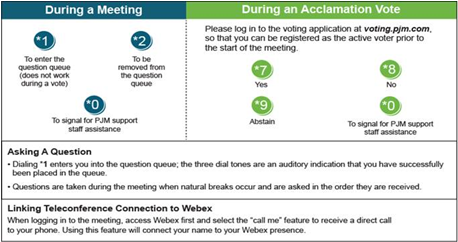 During a Meeting
*1
To enter the
question queue
(does not work
during a vote)
*2
To be
removed from
the question
queue
*0
To signal for PJM support
staff assistance
During an Acclamation Vote
Please log in to the voting application at voting.pjm.com,
so that you can be registered as the active voter prior to
the start of the meeting.
*7
Yes
*8
No
*9
Abstain
*0
To signal for PJM support
staff assistance
Asking A Question
• Dialing *1 enters you into the question queue; the three dial tones are an auditory indication that you have successfully
been placed in the queue.
• Questions are taken during the meeting when natural breaks occur and are asked in the order they are received.
Linking Teleconference Connection to Webex
When logging in to the meeting, access Webex first and select the “call me” feature to receive a direct call
to your phone. Using this feature will connect your name to your Webex presence.